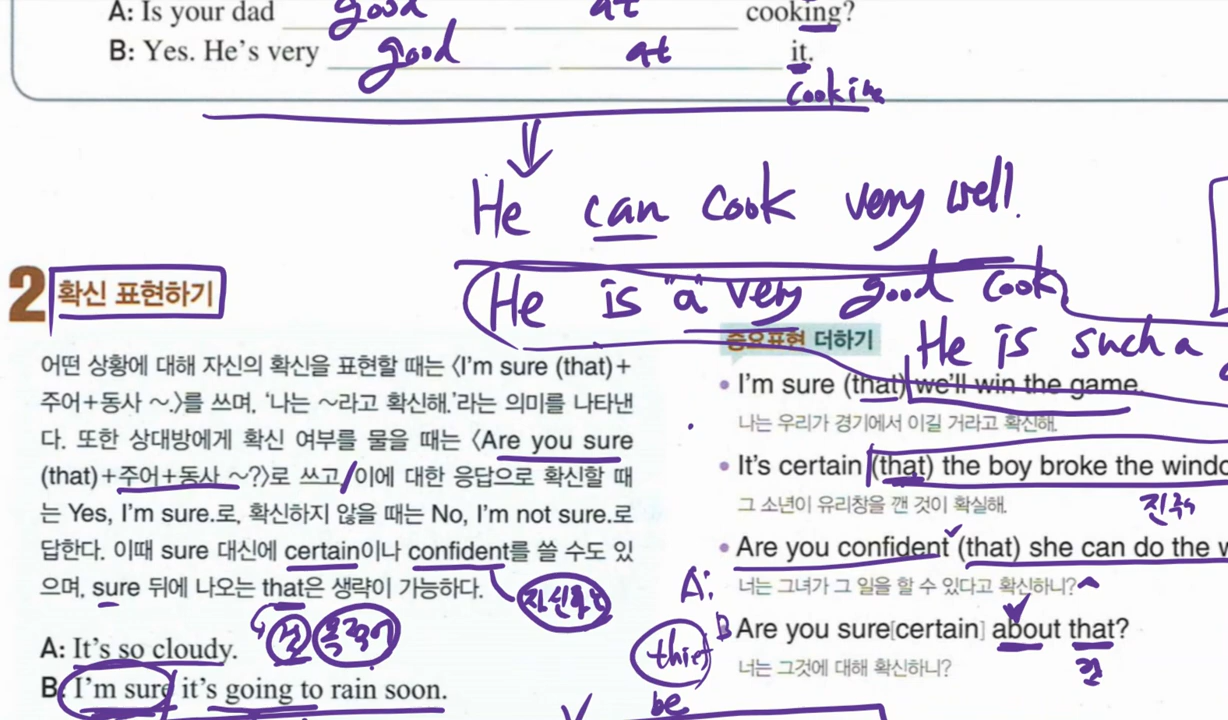 A: Is your dad good at cooking?
B: Yes. He's very good at it.
cooking
He can cook very well.
He is "a" very good cook
He is such a
2 확신 표현하기
어떤 상황에 대해 자신의 확신을 표현할 때는 〈I'm sure (that)+
주어+동사 ~.〉를 쓰며, '나는 ~라고 확신해.'라는 의미를 나타낸
다. 또한 상대방에게 확신 여부를 물을 때는 〈Are you sure
(that)+주어+동사 ~?〉로 쓰고, 이에 대한 응답으로 확신할 때
는 Yes, I'm sure.로, 확신하지 않을 때는 No, I'm not sure.로
답한다. 이때 sure 대신에 certain이나 confident를 쓸 수도 있
으며, sure 뒤에 나오는 that은 생략이 가능하다.
A: It's so cloudy.
B: I'm sure it's going to rain soon.
중요표현 더하기
• I'm sure (that) we'll win the game.
나는 우리가 경기에서 이길 거라고 확신해.
• It's certain (that) the boy broke the windo
그 소년이 유리창을 깬 것이 확실해.
• Are you confident (that) she can do the w
너는 그녀가 그 일을 할 수 있다고 확신하니?
A:
B Are you sure[certain] about that?
너는 그것에 대해 확신하니?
thief
be